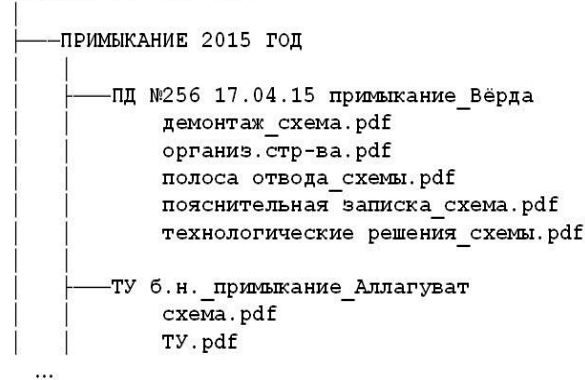 ПРИМЫКАНИЕ 2015 ГОД
ПД №256 17.04.15 примыкание_Вёрда
демонтаж_схема.pdf
организ.стр-ва.pdf
полоса отвода_схемы.pdf
пояснительная записка_схема.pdf
технологические решения_схемы.pdf
ТУ б.н._примыкание_Аллагуват
схема.pdf
ТУ.pdf
...